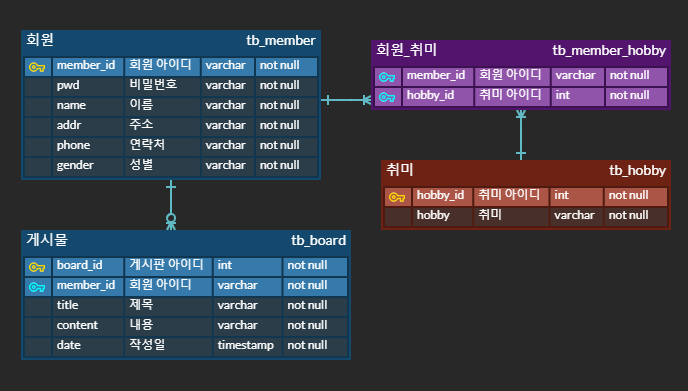 회원 tb_member
member_id 회원 아이디 varchar not null
pwd 비밀번호 varchar not null
name 이름 varchar not null
addr 주소 varchar not null
phone 연락처 varchar not null
gender 성별 varchar not null
회원_취미 tb_member_hobby
member_id 회원 아이디 varchar not null
hobby_id 취미 아이디 int not null
취미 tb_hobby
hobby_id 취미 아이디 int not null
hobby 취미 varchar not null
게시물 tb_board
board_id 게시판 아이디 int not null
member_id 회원 아이디 varchar not null
title 제목 varchar not null
content 내용 varchar not null
date 작성일 timestamp not null